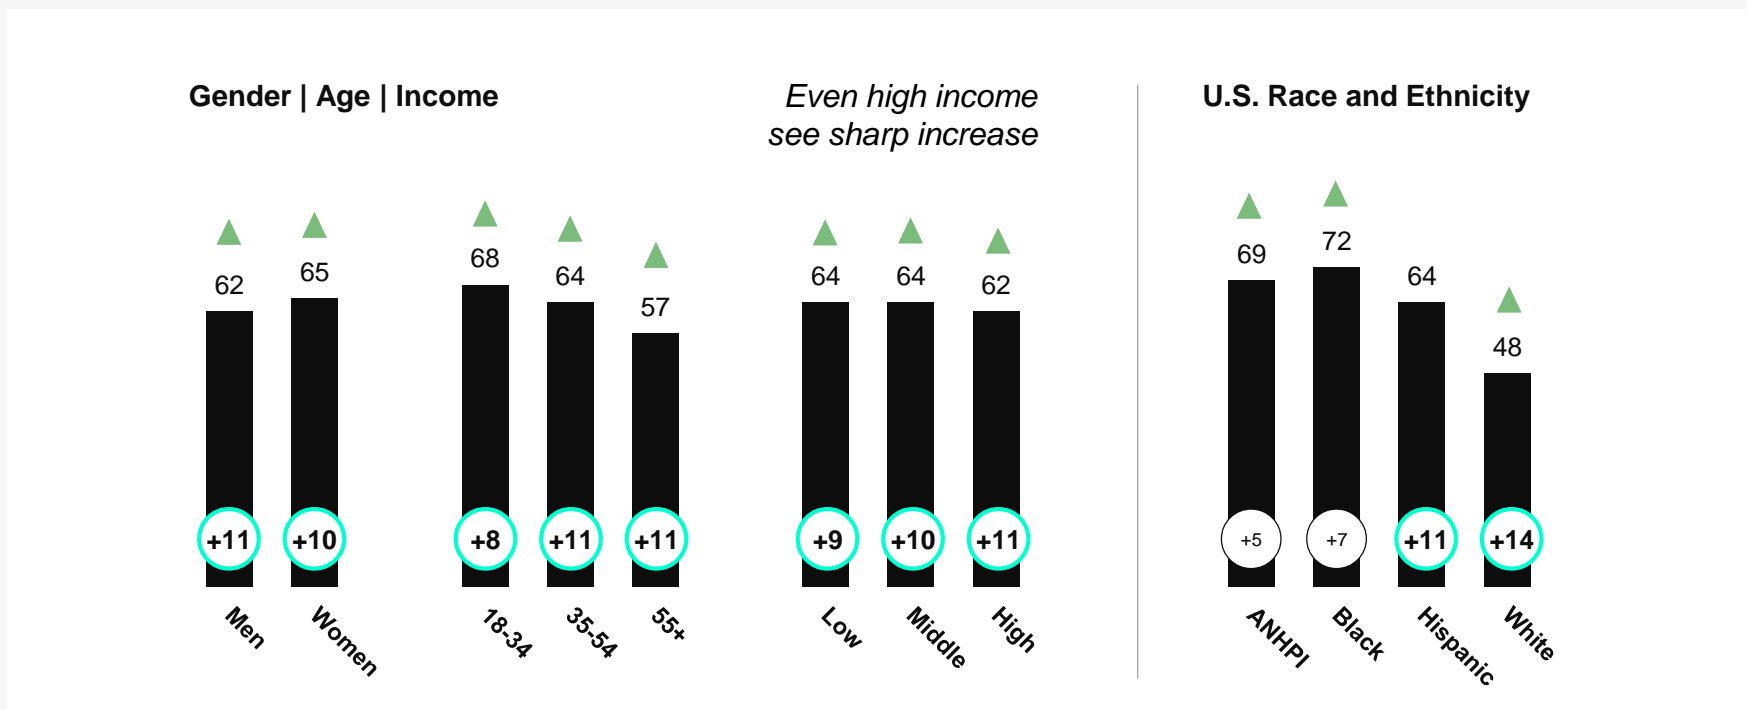 Gender | Age | Income
Even high income
see sharp increase
U.S. Race and Ethnicity
62
65
68
64
57
64
64
62
69
72
64
48
+11
+10
+8
+11
+11
+9
+10
+11
+5
+7
+11
+14
Men
Women
18-34
35-54
55+
Low
Middle
High
ANHPI
Black
Hispanic
White